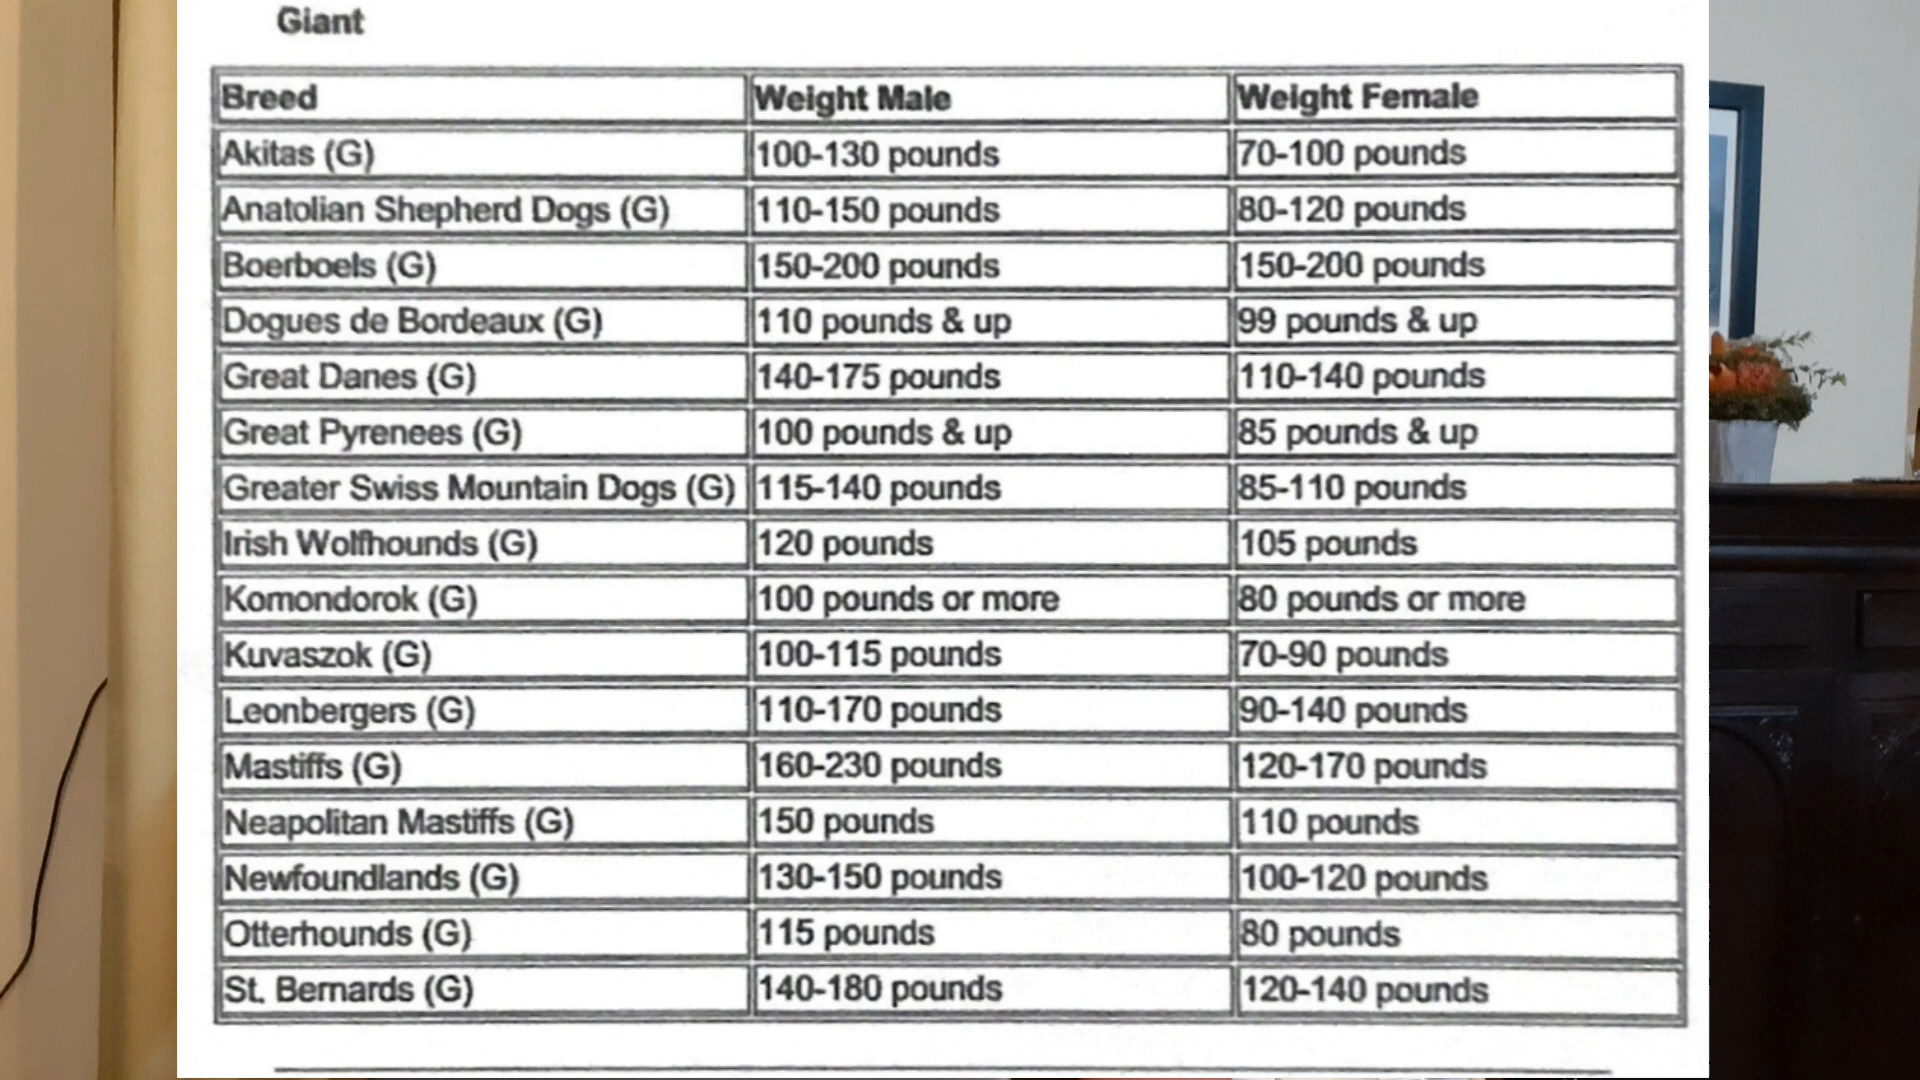 Giant
Breed Weight Male Weight Female
Akitas (G) 100-130 pounds 70-100 pounds
Anatolian Shepherd Dogs (G) 110-150 pounds 80-120 pounds
Boerboels (G) 150-200 pounds 150-200 pounds
Dogues de Bordeaux (G) 110 pounds & up 99 pounds & up
Great Danes (G) 140-175 pounds 110-140 pounds
Great Pyrenees (G) 100 pounds & up 85 pounds & up
Greater Swiss Mountain Dogs (G) 115-140 pounds 85-110 pounds
Irish Wolfhounds (G) 120 pounds 105 pounds
Komondorok (G) 100 pounds or more 80 pounds or more
Kuvaszok (G) 100-115 pounds 70-90 pounds
Leonbergers (G) 110-170 pounds 90-140 pounds
Mastiffs (G) 160-230 pounds 120-170 pounds
Neapolitan Mastiffs (G) 150 pounds 110 pounds
Newfoundlands (G) 130-150 pounds 100-120 pounds
Otterhounds (G) 115 pounds 80 pounds
St. Bernards (G) 140-180 pounds 120-140 pounds